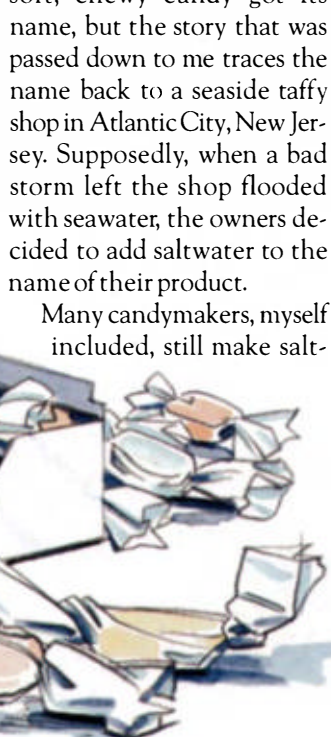 soft, chewy candy got its
name, but the story that was
passed down to me traces the
name back to a seaside taffy
shop in Atlantic City, New Jer-
sey. Supposedly, when a bad
storm left the shop flooded
with seawater, the owners de-
cided to add saltwater to the
name of their product.
Many candymakers, myself
included, still make salt-